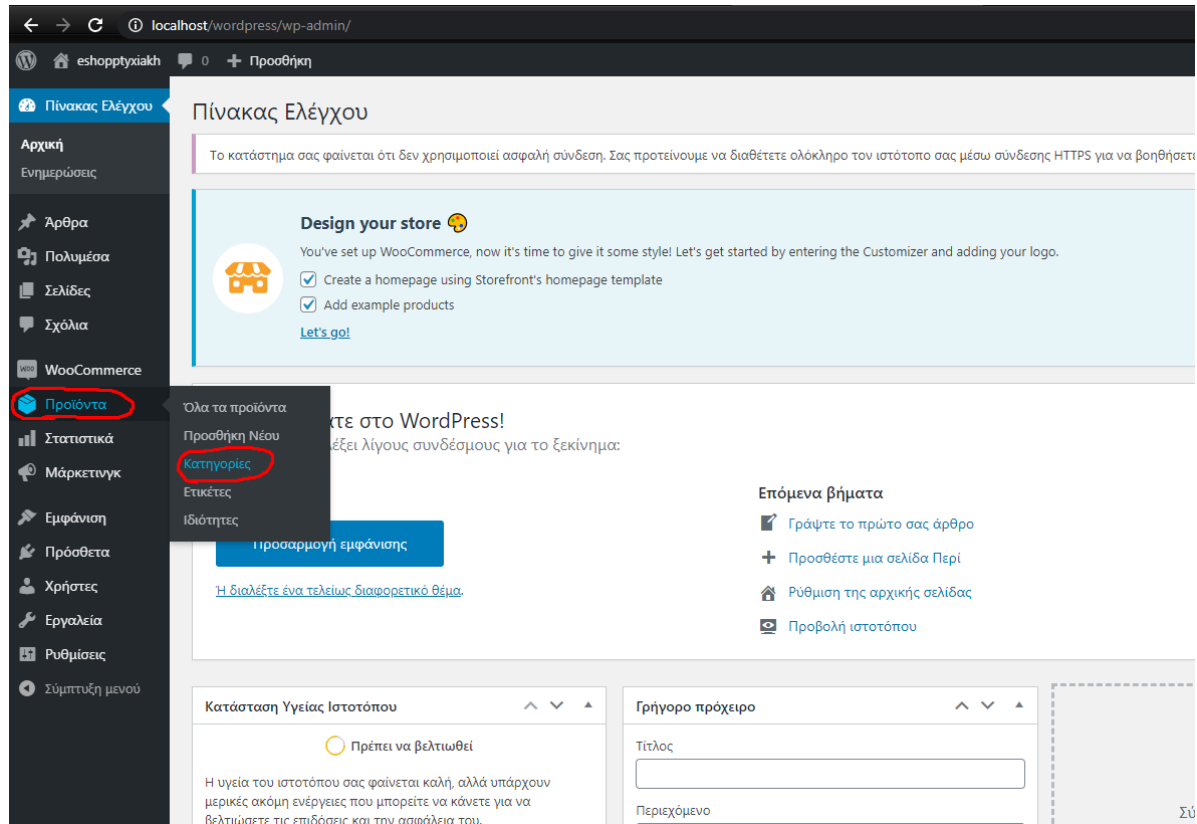 localhost/wordpress/wp-admin/
eshopptyxiakh 0 Προσθήκη
Πίνακας Ελέγχου
Αρχική
Ενημερώσεις
Άρθρα
Πολυμέσα
Σελίδες
Σχόλια
WooCommerce
Προϊόντα
Στατιστικά
Μάρκετινγκ
Εμφάνιση
Πρόσθετα
Χρήστες
Εργαλεία
Ρυθμίσεις
Σύμπτυξη μενού
Όλα τα προϊόντα
Προσθήκη Νέου
Κατηγορίες
Ετικέτες
Ιδιότητες
Πίνακας Ελέγχου
Το κατάστημα σας φαίνεται ότι δεν χρησιμοποιεί ασφαλή σύνδεση. Σας προτείνουμε να διαθέτετε ολόκληρο τον ιστότοπο σας μέσω σύνδεσης HTTPS για να βοηθήσετε
Design your store
You've set up WooCommerce, now it's time to give it some style! Let's get started by entering the Customizer and adding your logo.
Create a homepage using Storefront's homepage template
Add example products
Let's go!
στο WordPress!
λίγους συνδέσμους για το ξεκίνημα:
Προσαρμογή εμφάνισης
Ή διαλέξτε ένα τελείως διαφορετικό θέμα.
Επόμενα βήματα
Γράψτε το πρώτο σας άρθρο
Προσθέστε μια σελίδα Περί
Ρύθμιση της αρχικής σελίδας
Προβολή ιστοτόπου
Κατάσταση Υγείας Ιστοτόπου
Πρέπει να βελτιωθεί
Η υγεία του ιστοτόπου σας φαίνεται καλή, αλλά υπάρχουν
μερικές ακόμη ενέργειες που μπορείτε να κάνετε για να
βελτιώσετε τις επιδόσεις και την ασφάλεια του.
Γρήγορο πρόχειρο
Τίτλος
Περιεχόμενο